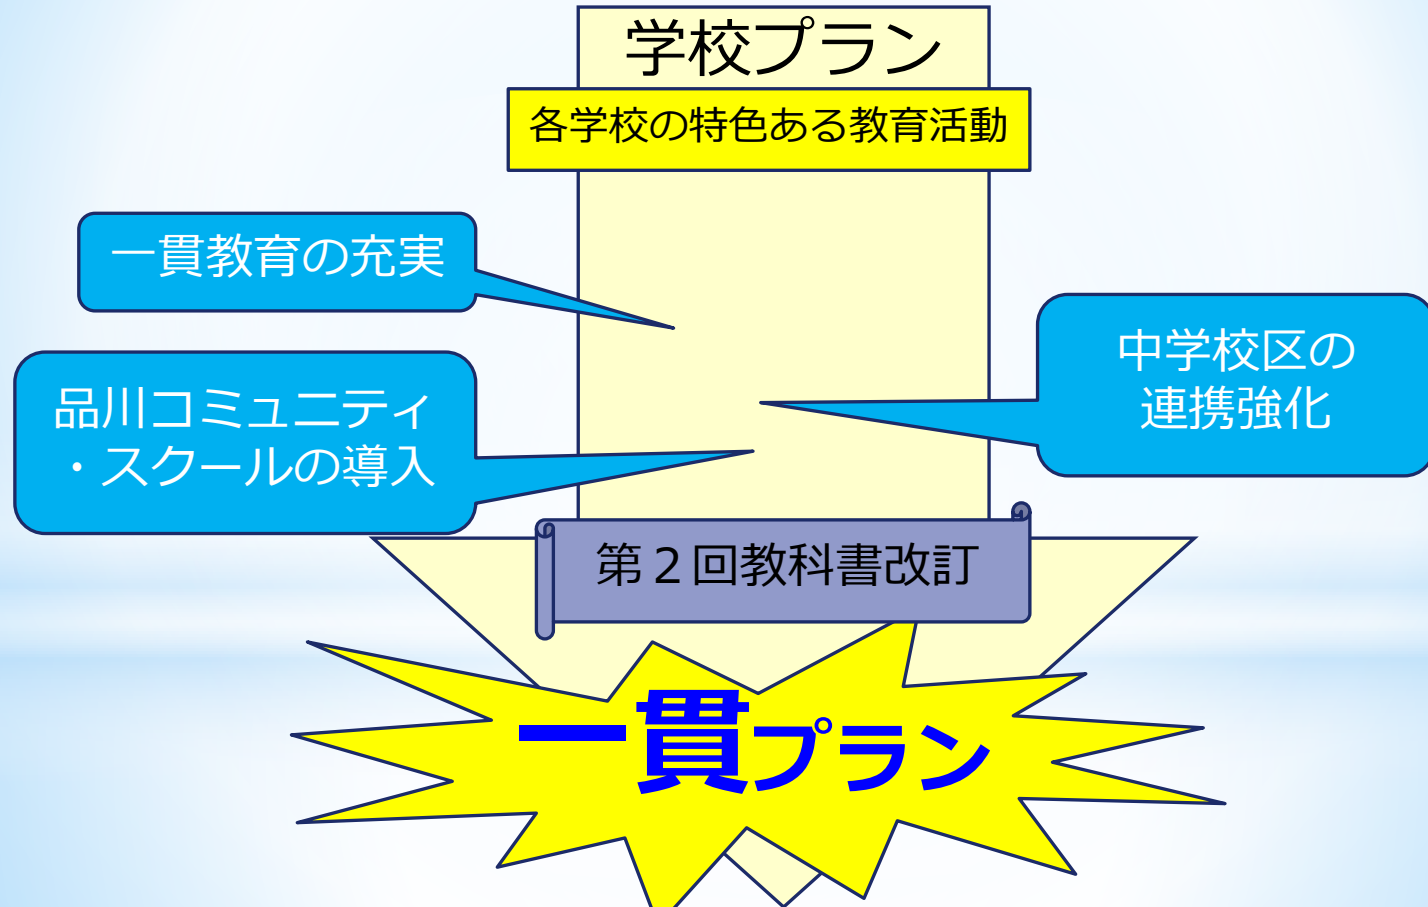 学校プラン
各学校の特色ある教育活動
一貫教育の充実
品川コミュニティ
・スクールの導入
中学校区の
連携強化
第２回教科書改訂
一貫プラン